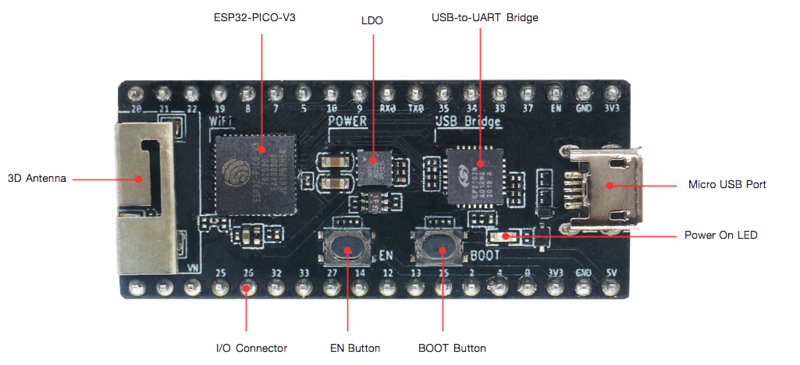 ESP32-PICO-V3
LDO
USB-to-UART Bridge
20 21 22 19 8 7 5 10 9 RX0 TX0 35 34 38 37 EN GND 3V3
WiFi
POWER
USB Bridge
3D Antenna
Micro USB Port
Power On LED
EN
BOOT
VN 25 26 32 33 27 14 12 13 15 2 4 0 3V3 GND 5V
I/O Connector
EN Button
BOOT Button